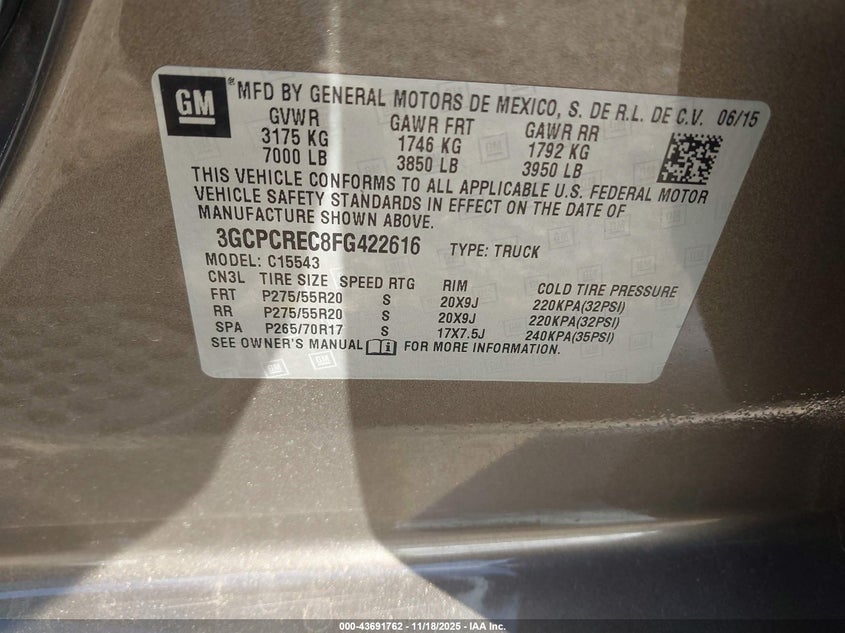 GM ® MFD BY GENERAL MOTORS DE MEXICO, S. DE R.L. DE C.V. 06/15
GVWR GAWR FRT GAWR RR
3175 KG 1746 KG 1792 KG
7000 LB 3850 LB 3950 LB
THIS VEHICLE CONFORMS TO ALL APPLICABLE U.S. FEDERAL MOTOR
VEHICLE SAFETY STANDARDS IN EFFECT ON THE DATE OF
MANUFACTURE SHOWN ABOVE.
3GCPCREC8FG422616 TYPE: TRUCK
MODEL: C15543
CN3L TIRE SIZE SPEED RTG RIM COLD TIRE PRESSURE
FRT P275/55R20 S 20X9J 220KPA(32PSI)
RR P275/55R20 S 20X9J 220KPA(32PSI)
SPA P265/70R17 S 17X7.5J 240KPA(35PSI)
SEE OWNER'S MANUAL i FOR MORE INFORMATION.
000-43691762 — 11/18/2025 - IAA Inc.